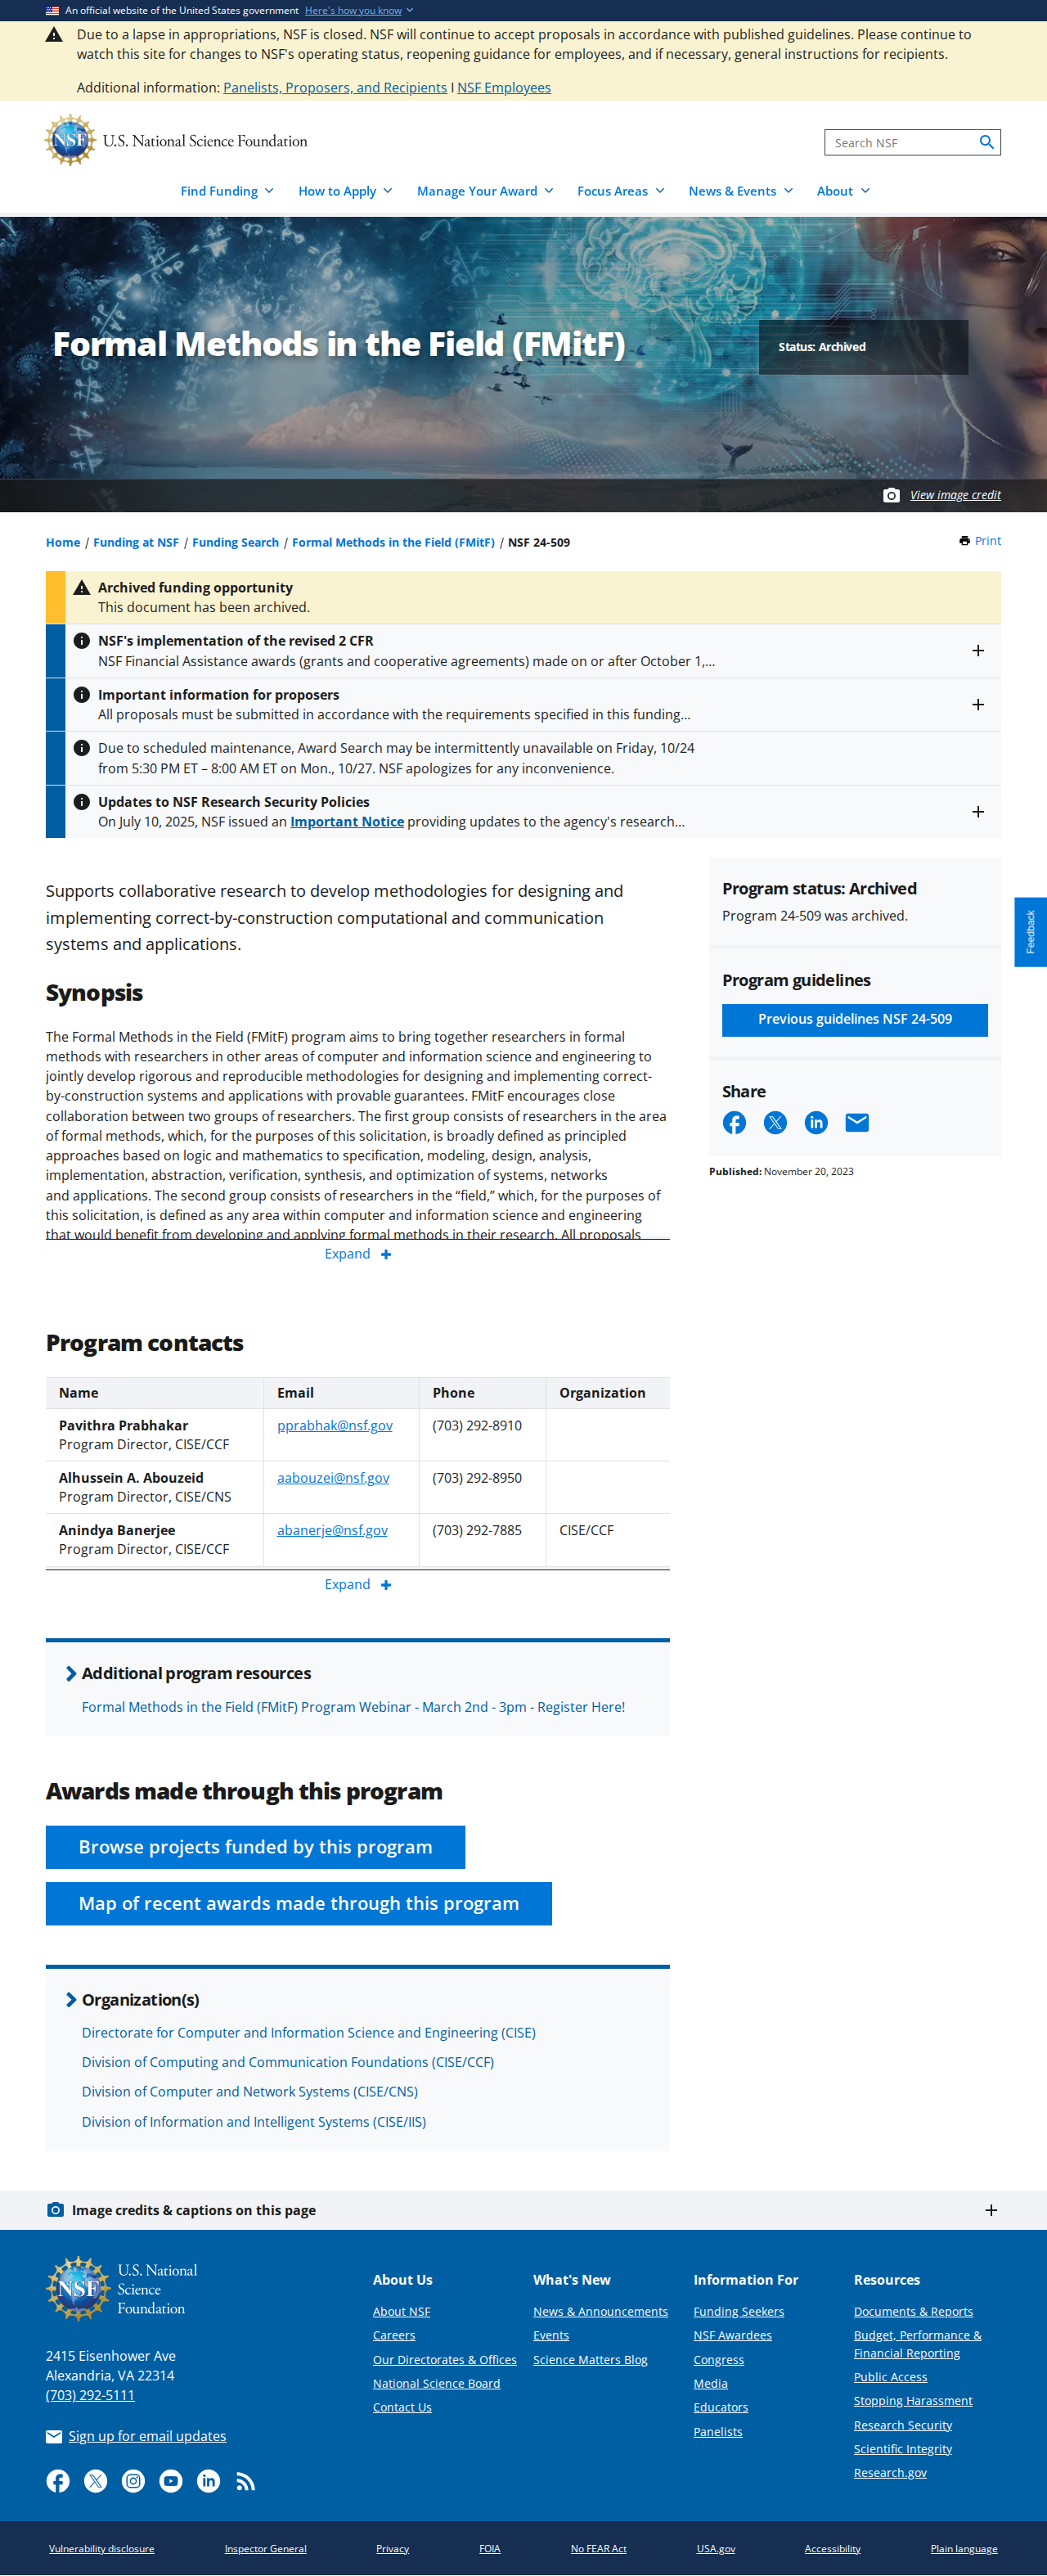 An official website of the United States government Here's how you know
Due to a lapse in appropriations, NSF is closed. NSF will continue to accept proposals in accordance with published guidelines. Please continue to
watch this site for changes to NSF's operating status, reopening guidance for employees, and if necessary, general instructions for recipients.
Additional information: Panelists, Proposers, and Recipients I NSF Employees
NSF U.S. National Science Foundation
Search NSF
Find Funding How to Apply Manage Your Award Focus Areas News & Events About
Formal Methods in the Field (FMitF)
Status: Archived
View image credit
Home / Funding at NSF / Funding Search / Formal Methods in the Field (FMitF) / NSF 24-509
Print
Archived funding opportunity
This document has been archived.
NSF's implementation of the revised 2 CFR
NSF Financial Assistance awards (grants and cooperative agreements) made on or after October 1,...
Important information for proposers
All proposals must be submitted in accordance with the requirements specified in this funding...
Due to scheduled maintenance, Award Search may be intermittently unavailable on Friday, 10/24
from 5:30 PM ET – 8:00 AM ET on Mon., 10/27. NSF apologizes for any inconvenience.
Updates to NSF Research Security Policies
On July 10, 2025, NSF issued an Important Notice providing updates to the agency's research...
Supports collaborative research to develop methodologies for designing and
implementing correct-by-construction computational and communication
systems and applications.
Synopsis
The Formal Methods in the Field (FMitF) program aims to bring together researchers in formal
methods with researchers in other areas of computer and information science and engineering to
jointly develop rigorous and reproducible methodologies for designing and implementing correct-
by-construction systems and applications with provable guarantees. FMitF encourages close
collaboration between two groups of researchers. The first group consists of researchers in the area
of formal methods, which, for the purposes of this solicitation, is broadly defined as principled
approaches based on logic and mathematics to specification, modeling, design, analysis,
implementation, abstraction, verification, synthesis, and optimization of systems, networks
and applications. The second group consists of researchers in the “field,” which, for the purposes of
this solicitation, is defined as any area within computer and information science and engineering
that would benefit from developing and applying formal methods in their research. All proposals
Expand
Program status: Archived
Program 24-509 was archived.
Program guidelines
Previous guidelines NSF 24-509
Share
Published: November 20, 2023
Feedback
Program contacts
Name Email Phone Organization
Pavithra Prabhakar pprabhak@nsf.gov (703) 292-8910
Program Director, CISE/CCF
Alhussein A. Abouzeid aabouzei@nsf.gov (703) 292-8950
Program Director, CISE/CNS
Anindya Banerjee abanerje@nsf.gov (703) 292-7885 CISE/CCF
Program Director, CISE/CCF
Expand
Additional program resources
Formal Methods in the Field (FMitF) Program Webinar - March 2nd - 3pm - Register Here!
Awards made through this program
Browse projects funded by this program
Map of recent awards made through this program
Organization(s)
Directorate for Computer and Information Science and Engineering (CISE)
Division of Computing and Communication Foundations (CISE/CCF)
Division of Computer and Network Systems (CISE/CNS)
Division of Information and Intelligent Systems (CISE/IIS)
Image credits & captions on this page
NSF
U.S. National
Science
Foundation
2415 Eisenhower Ave
Alexandria, VA 22314
(703) 292-5111
Sign up for email updates
About Us
About NSF
Careers
Our Directorates & Offices
National Science Board
Contact Us
What's New
News & Announcements
Events
Science Matters Blog
Information For
Funding Seekers
NSF Awardees
Congress
Media
Educators
Panelists
Resources
Documents & Reports
Budget, Performance &
Financial Reporting
Public Access
Stopping Harassment
Research Security
Scientific Integrity
Research.gov
Vulnerability disclosure Inspector General Privacy FOIA No FEAR Act USA.gov Accessibility Plain language